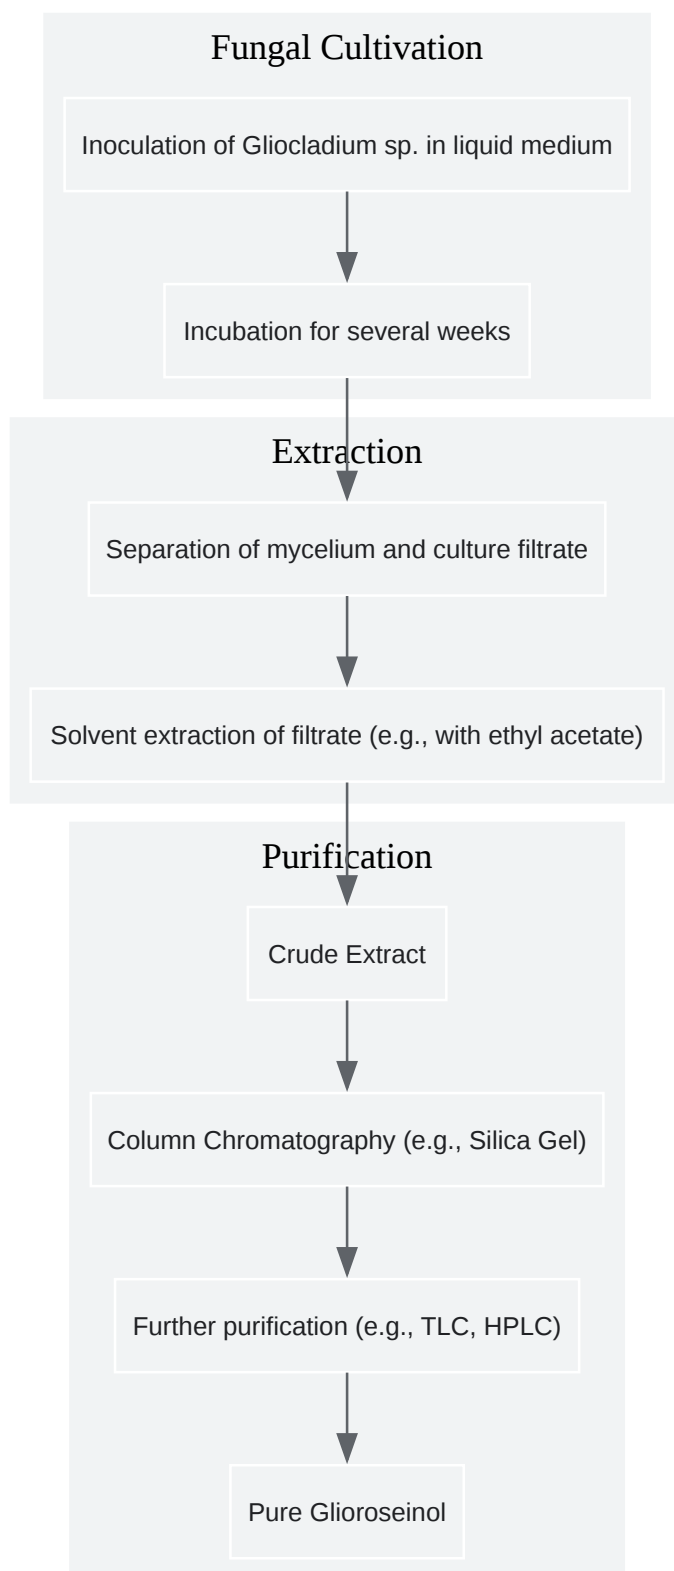 Fungal Cultivation
Inoculation of Gliocladium sp. in liquid medium
Incubation for several weeks
Extraction
Separation of mycelium and culture filtrate
Solvent extraction of filtrate (e.g., with ethyl acetate)
Purification
Crude Extract
Column Chromatography (e.g., Silica Gel)
Further purification (e.g., TLC, HPLC)
Pure Glioroseinol